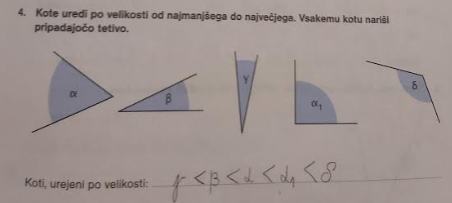 4. Kote uredi po velikosti od najmanjšega do največjega. Vsakemu kotu nariši
pripadajočo tetivo.
α β γ α₁ δ
Koti, urejeni po velikosti: γ < β < α < α₁ < δ